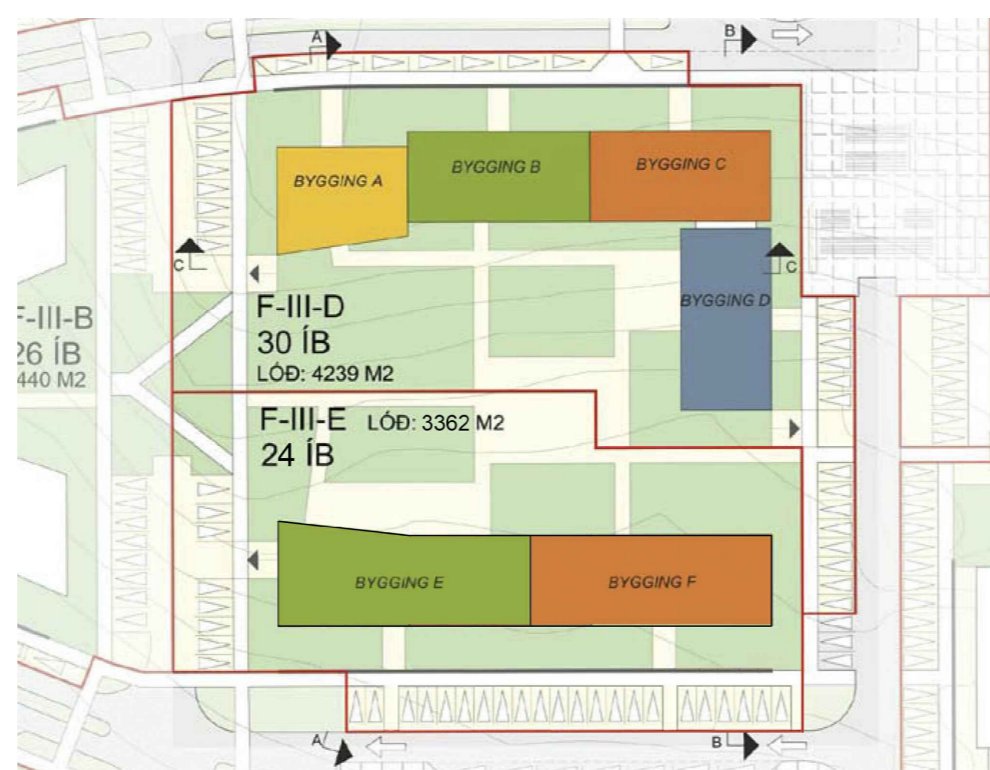 A
B
BYGGING A
BYGGING B
BYGGING C
C
C
BYGGING D
F-III-B
26 ÍB
440 M2
F-III-D
30 ÍB
LÓÐ: 4239 M2
F-III-E LÓÐ: 3362 M2
24 ÍB
BYGGING E
BYGGING F
A
B